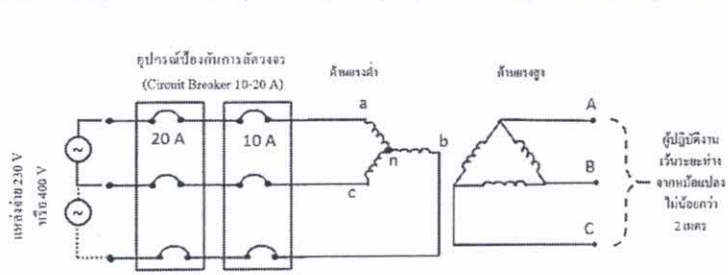 อุปกรณ์ป้องกันการลัดวงจร
(Circuit Breaker 10-20 A)
ด้านแรงต่ำ
ด้านแรงสูง
20 A
10 A
a
b
n
c
A
B
C
แหล่งจ่าย 230 V
หรือ 400 V
ผู้ปฏิบัติงาน
เว้นระยะห่าง
จากหม้อแปลง
ไม่น้อยกว่า
2 เมตร